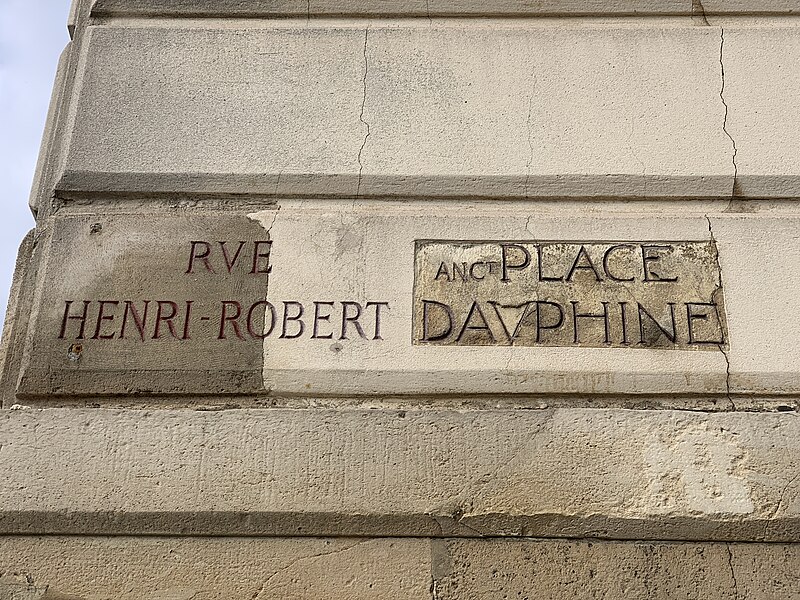 RVE
HENRI-ROBERT
ANCT PLACE
DAVPHINE